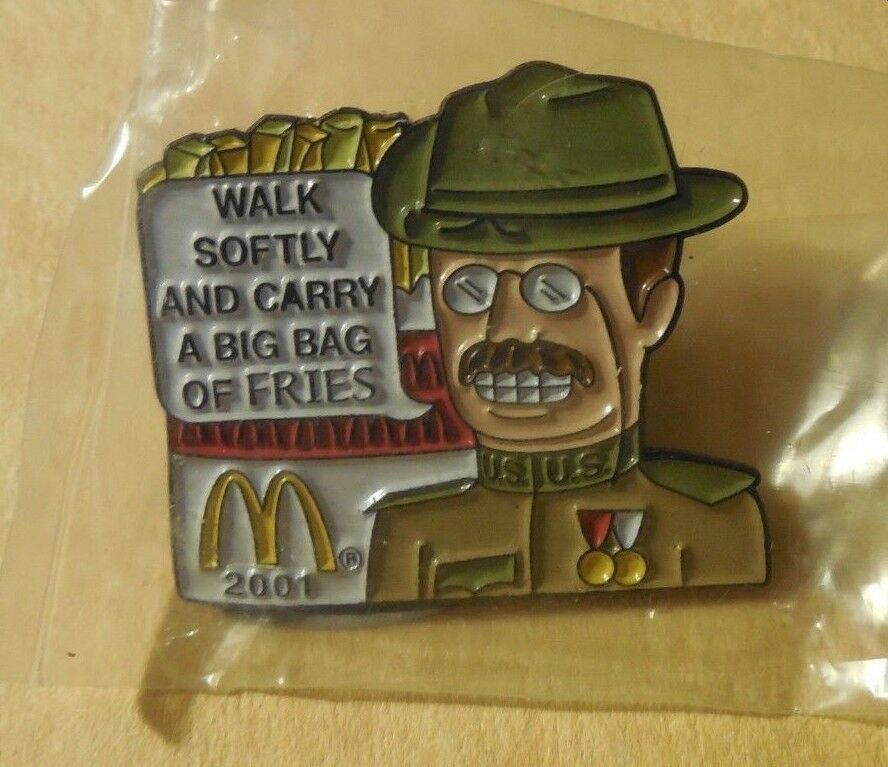 WALK
SOFTLY
AND CARRY
A BIG BAG
OF FRIES
M
U.S. U.S.
M ®
2001